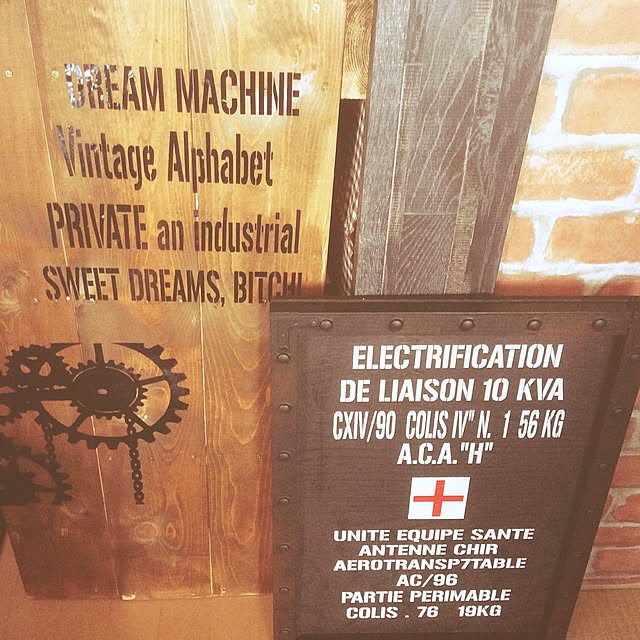 DREAM MACHINE
Vintage Alphabet
PRIVATE an industrial
SWEET DREAMS, BITCH!
ELECTRIFICATION
DE LIAISON 10 KVA
CXIV/90 COLIS IV" N. 1 56 KG
A.C.A."H"
UNITE EQUIPE SANTE
ANTENNE CHIR
AEROTRANSP7TABLE
AC/96
PARTIE PERIMABLE
COLIS . 76 19KG